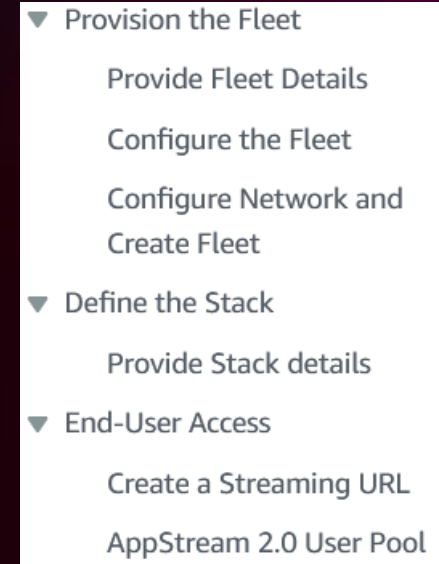 Provision the Fleet
Provide Fleet Details
Configure the Fleet
Configure Network and
Create Fleet
Define the Stack
Provide Stack details
End-User Access
Create a Streaming URL
AppStream 2.0 User Pool